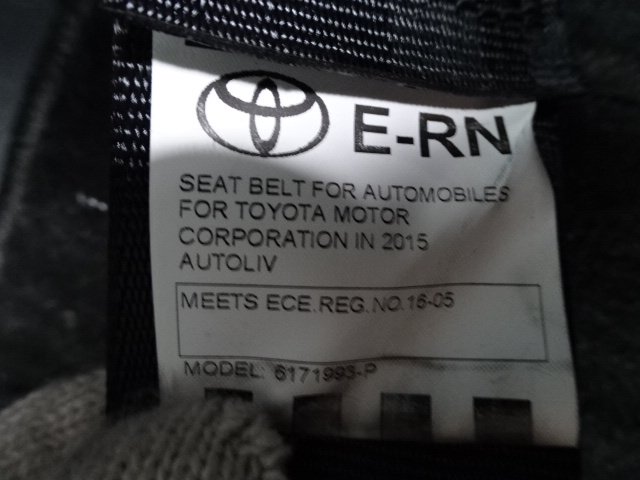 E-RN
SEAT BELT FOR AUTOMOBILES
FOR TOYOTA MOTOR
CORPORATION IN 2015
AUTOLIV
MEETS ECE.REG.NO.16-05
MODEL: 6171993-P